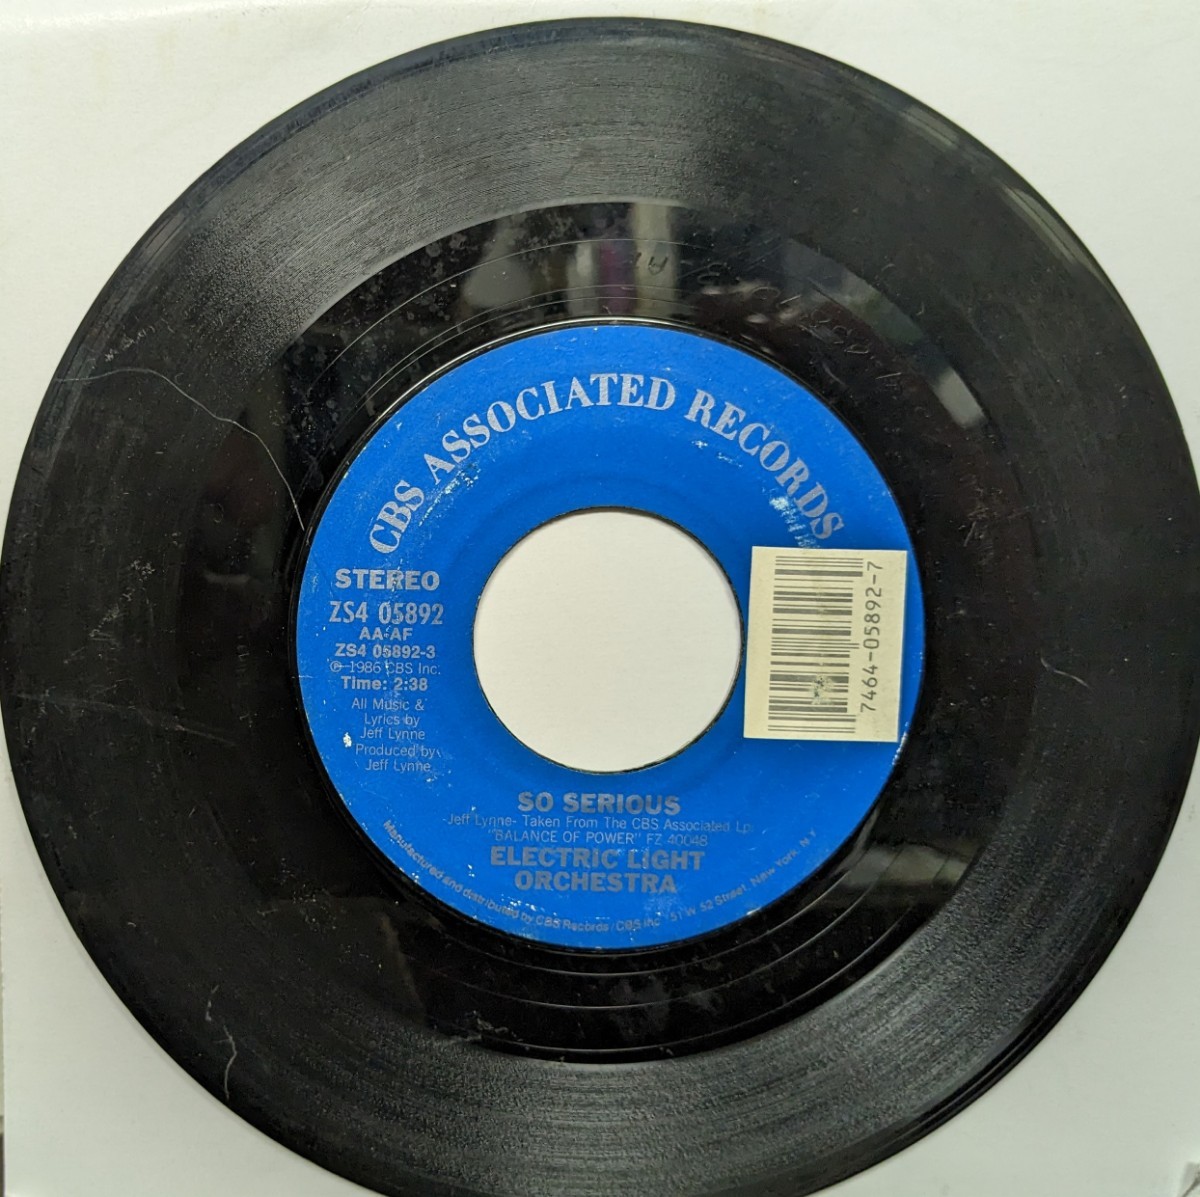 CBS ASSOCIATED RECORDS
STEREO
ZS4 05892
AA-AF
ZS4 05892-3
℗ 1986 CBS Inc.
Time: 2:38
All Music &
Lyrics by
Jeff Lynne
Produced by
Jeff Lynne
7464-05892-7
SO SERIOUS
-Jeff Lynne- Taken From The CBS Associated Lp:
"BALANCE OF POWER" FZ 40048
ELECTRIC LIGHT
ORCHESTRA
Manufactured and distributed by CBS Records/CBS Inc 51 W 52 Street, New York, N.Y.